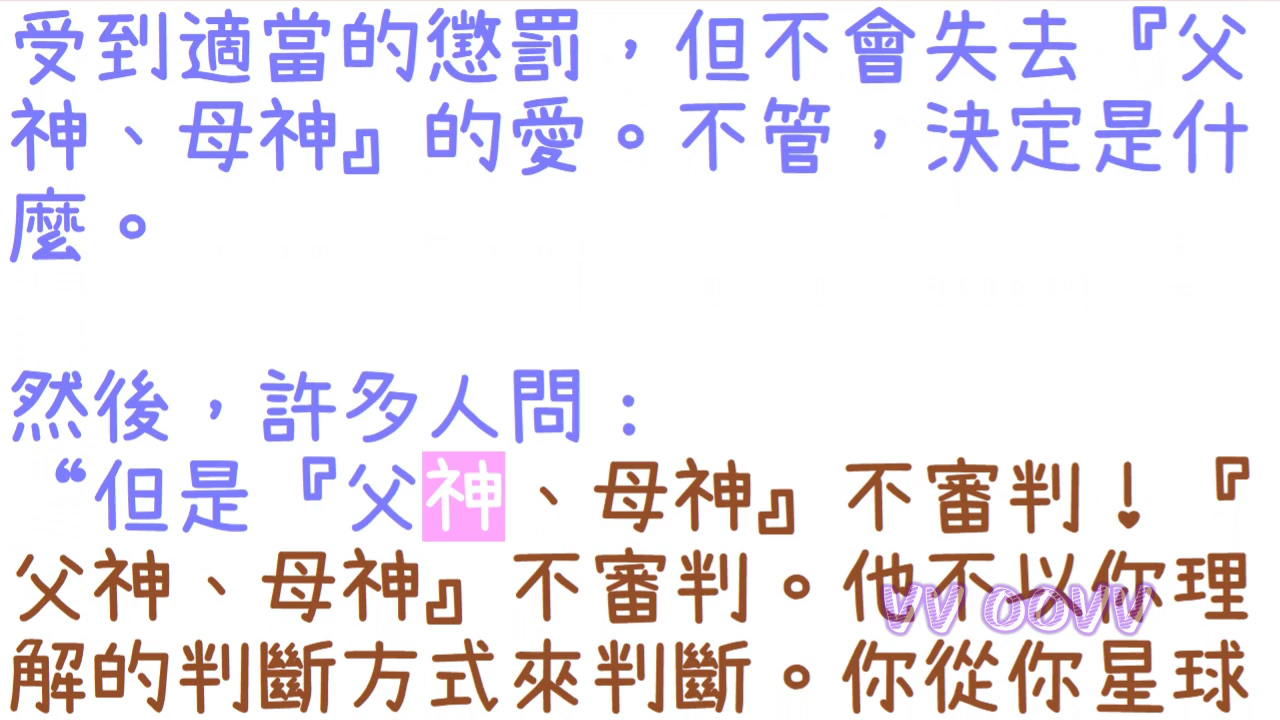 受到適當的懲罰，但不會失去『父
神、母神』的愛。不管，決定是什
麼。
然後，許多人問：
“但是『父神、母神』不審判！『
父神、母神』不審判。他不以你理
解的判斷方式來判斷。你從你星球
VV OOVV